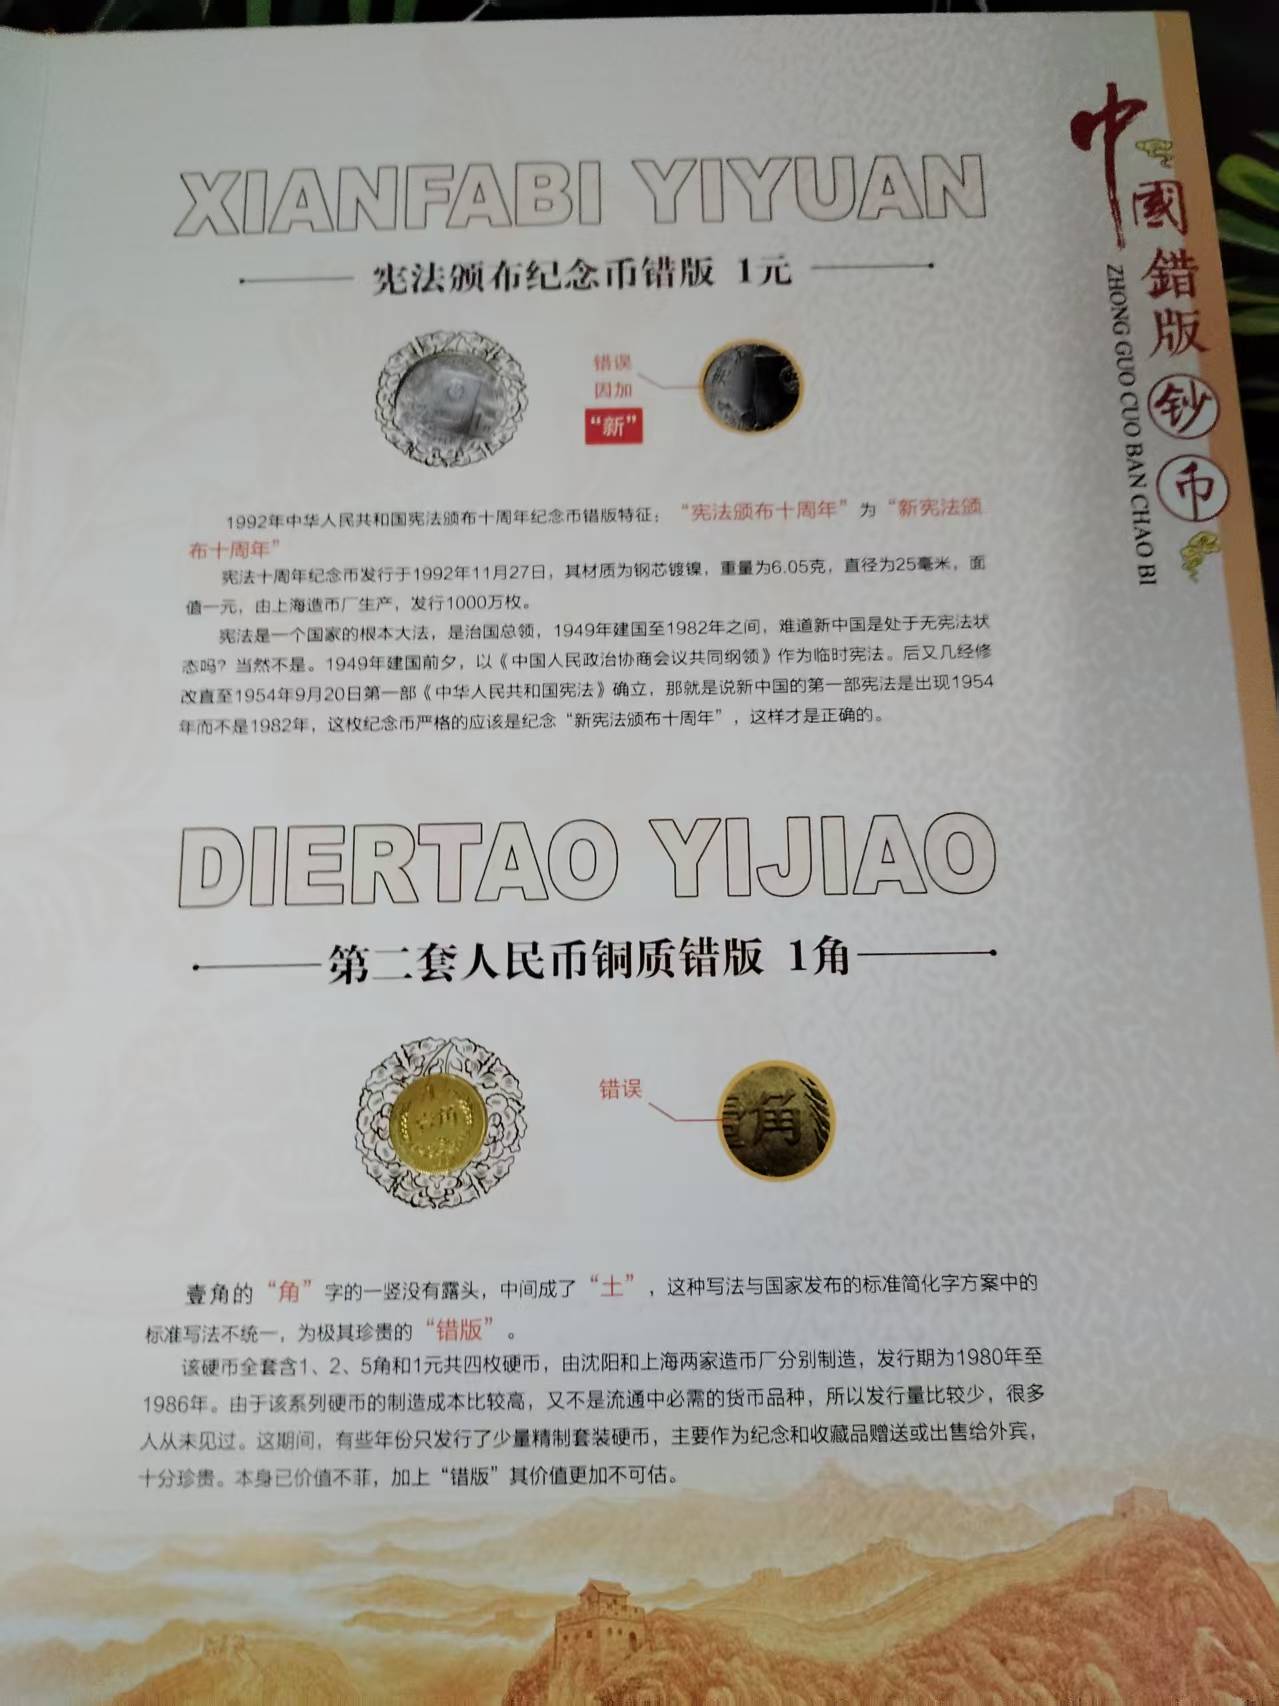 XIANFABI YIYUAN
宪法颁布纪念币错版 1元
错误
因加
“新”
1992年中华人民共和国宪法颁布十周年纪念币错版特征：“宪法颁布十周年”为“新宪法颁
布十周年”
宪法十周年纪念币发行于1992年11月27日，其材质为钢芯镀镍，重量为6.05克，直径为25毫米，面
值一元，由上海造币厂生产，发行1000万枚。
宪法是一个国家的根本大法，是治国总领，1949年建国至1982年之间，难道新中国是处于无宪法状
态吗？当然不是。1949年建国前夕，以《中国人民政治协商会议共同纲领》作为临时宪法。后又几经修
改直至1954年9月20日第一部《中华人民共和国宪法》确立，那就是说新中国的第一部宪法是出现1954
年而不是1982年，这枚纪念币严格的应该是纪念“新宪法颁布十周年”，这样才是正确的。
DIERTAO YIJIAO
第二套人民币铜质错版 1角
错误
角
壹角的“角”字的一竖没有露头，中间成了“土”，这种写法与国家发布的标准简化字方案中的
标准写法不统一，为极其珍贵的“错版”。
该硬币全套含1、2、5角和1元共四枚硬币，由沈阳和上海两家造币厂分别制造，发行期为1980年至
1986年。由于该系列硬币的制造成本比较高，又不是流通中必需的货币品种，所以发行量比较少，很多
人从未见过。这期间，有些年份只发行了少量精制套装硬币，主要作为纪念和收藏品赠送或出售给外宾，
十分珍贵。本身已价值不菲，加上“错版”其价值更加不可估。
中國錯版鈔币
ZHONG GUO CUO BAN CHAO BI